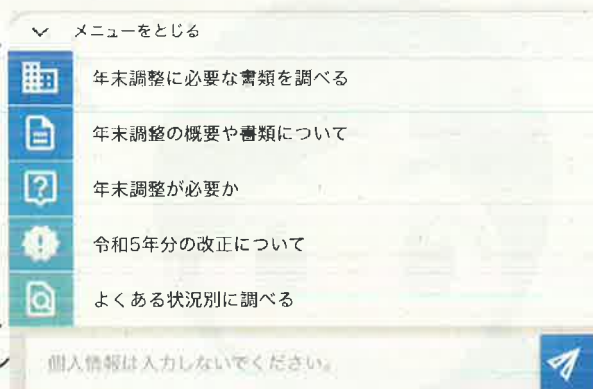 メニューをとじる
年末調整に必要な書類を調べる
年末調整の概要や書類について
年末調整が必要か
令和5年分の改正について
よくある状況別に調べる
個人情報は入力しないでください。